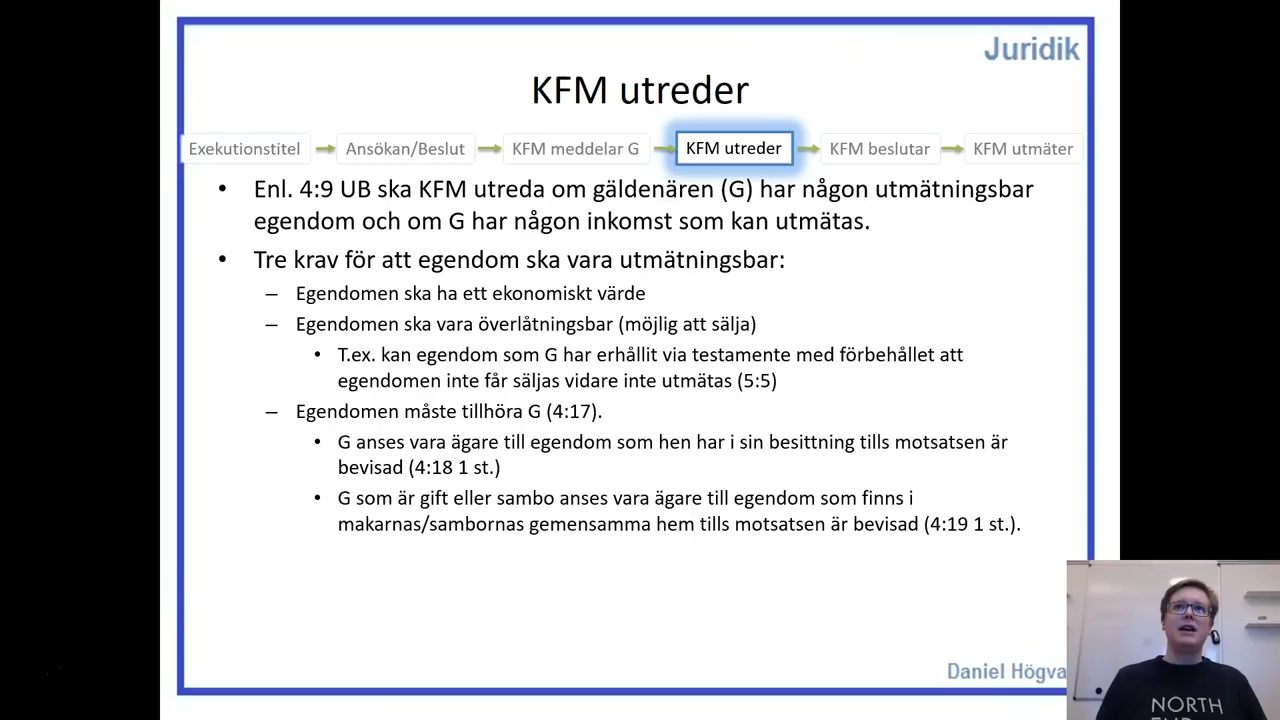 Juridik
KFM utreder
Exekutionstitel
Ansökan/Beslut
KFM meddelar G
KFM utreder
KFM beslutar
KFM utmäter
• Enl. 4:9 UB ska KFM utreda om gäldenären (G) har någon utmätningsbar
egendom och om G har någon inkomst som kan utmätas.
• Tre krav för att egendom ska vara utmätningsbar:
– Egendomen ska ha ett ekonomiskt värde
– Egendomen ska vara överlåtningsbar (möjlig att sälja)
• T.ex. kan egendom som G har erhållit via testamente med förbehållet att
egendomen inte får säljas vidare inte utmätas (5:5)
– Egendomen måste tillhöra G (4:17).
• G anses vara ägare till egendom som hen har i sin besittning tills motsatsen är
bevisad (4:18 1 st.)
• G som är gift eller sambo anses vara ägare till egendom som finns i
makarnas/sambornas gemensamma hem tills motsatsen är bevisad (4:19 1 st.).
Daniel Högva
NORTH